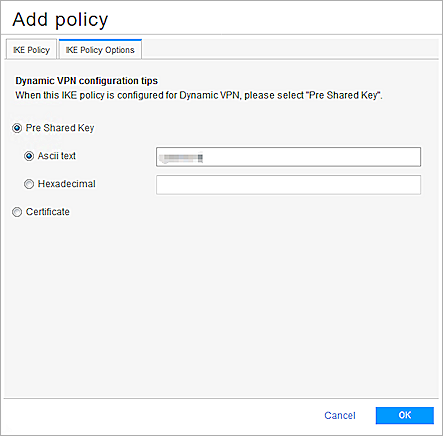 Add policy
IKE Policy
IKE Policy Options
Dynamic VPN configuration tips
When this IKE policy is configured for Dynamic VPN, please select "Pre Shared Key".
Pre Shared Key
Ascii text
Hexadecimal
Certificate
Cancel
OK